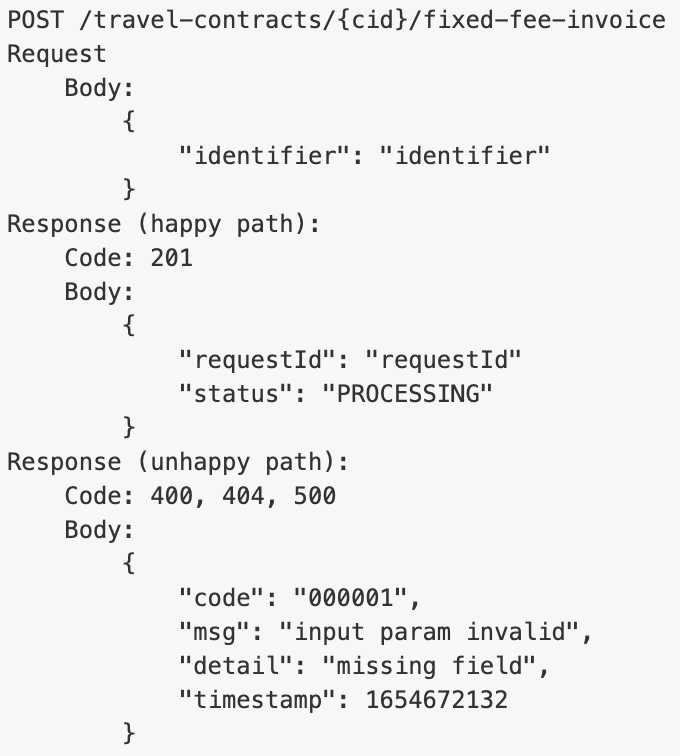 POST /travel-contracts/{cid}/fixed-fee-invoice
Request
    Body:
        {
            "identifier": "identifier"
        }
Response (happy path):
    Code: 201
    Body:
        {
            "requestId": "requestId"
            "status": "PROCESSING"
        }
Response (unhappy path):
    Code: 400, 404, 500
    Body:
        {
            "code": "000001",
            "msg": "input param invalid",
            "detail": "missing field",
            "timestamp": 1654672132
        }